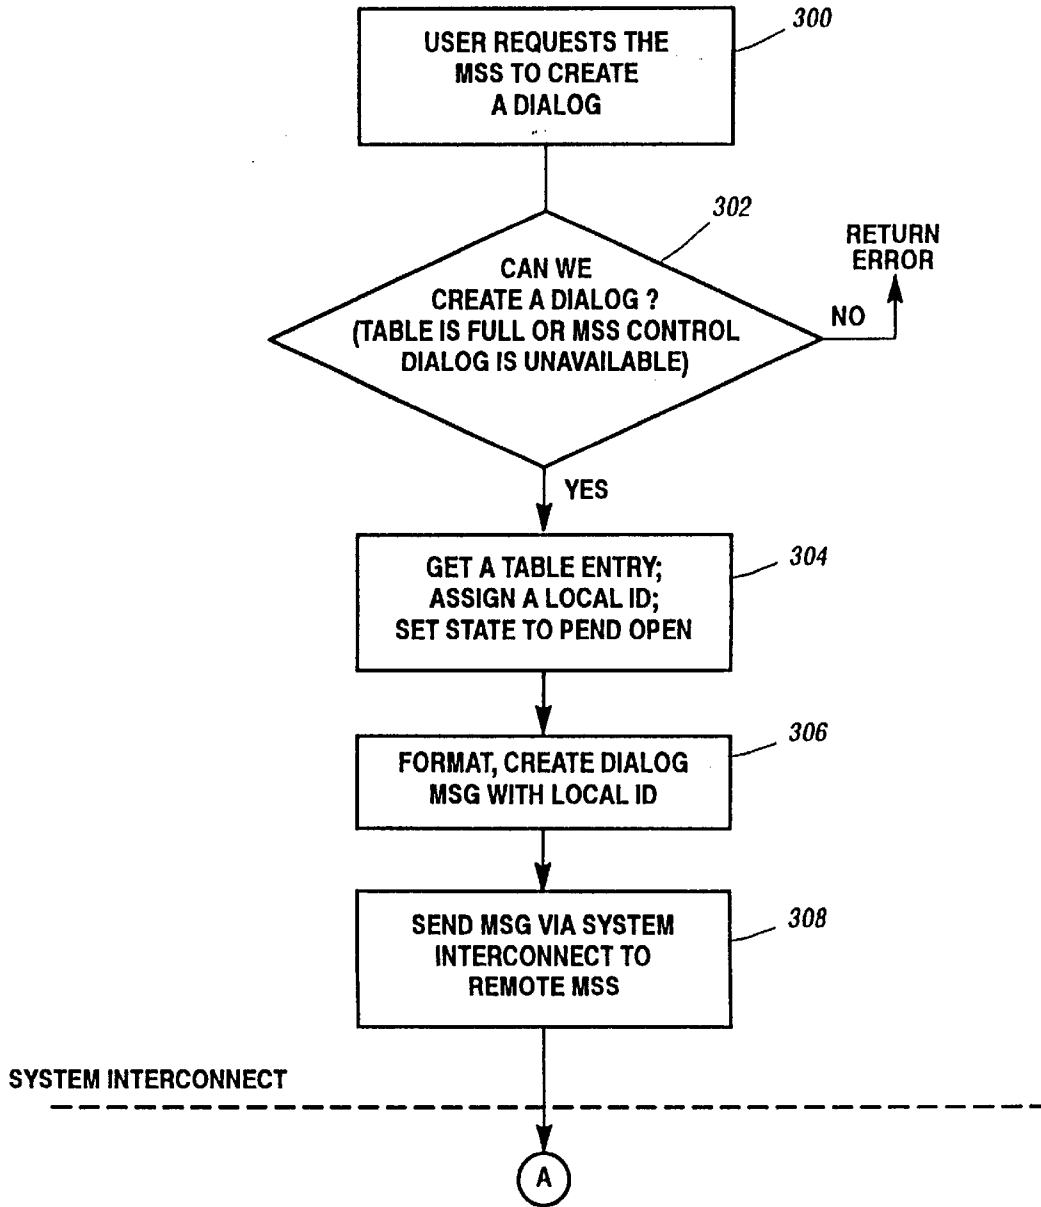 300
USER REQUESTS THE
MSS TO CREATE
A DIALOG
302
RETURN
ERROR
CAN WE
CREATE A DIALOG ?
(TABLE IS FULL OR MSS CONTROL
DIALOG IS UNAVAILABLE)
NO
YES
304
GET A TABLE ENTRY;
ASSIGN A LOCAL ID;
SET STATE TO PEND OPEN
306
FORMAT, CREATE DIALOG
MSG WITH LOCAL ID
308
SEND MSG VIA SYSTEM
INTERCONNECT TO
REMOTE MSS
SYSTEM INTERCONNECT
A